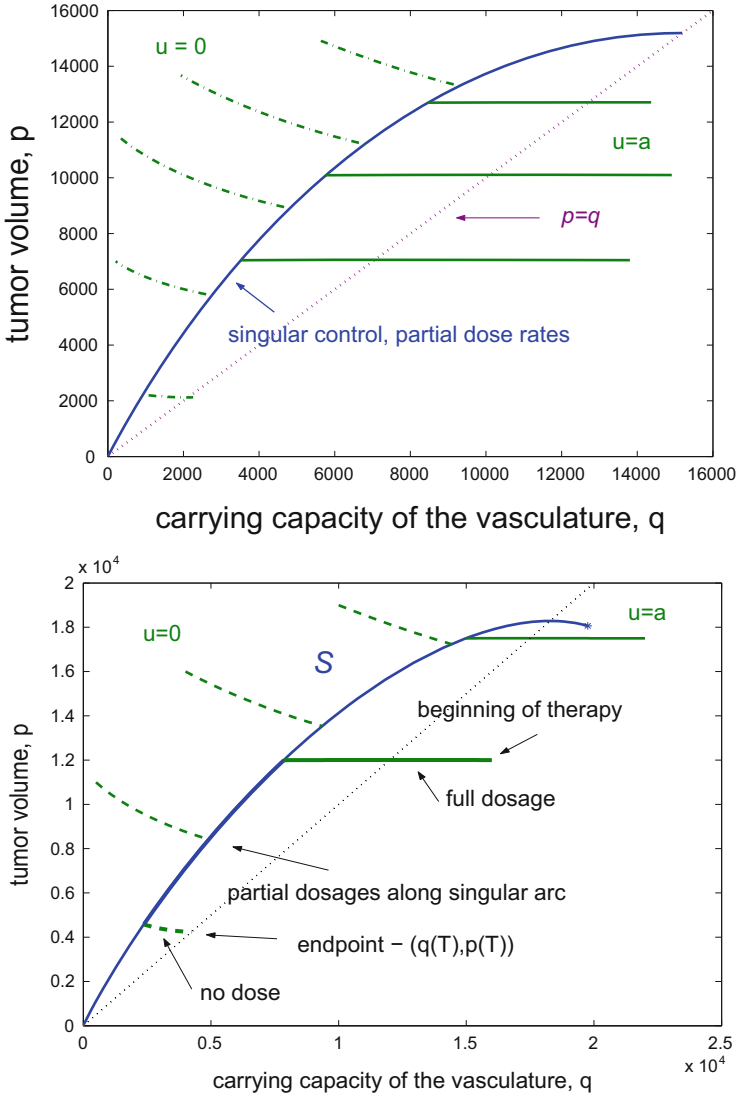 16000
14000
12000
10000
8000
6000
4000
2000
0
0
2000
4000
6000
8000
10000
12000
14000
16000
tumor volume, p
carrying capacity of the vasculature, q
u = 0
u=a
p=q
singular control, partial dose rates
x 10^4
2
1.8
1.6
1.4
1.2
1
0.8
0.6
0.4
0.2
0
0
0.5
1
1.5
2
2.5
x 10^4
tumor volume, p
carrying capacity of the vasculature, q
u=0
S
u=a
beginning of therapy
full dosage
partial dosages along singular arc
endpoint − (q(T),p(T))
no dose